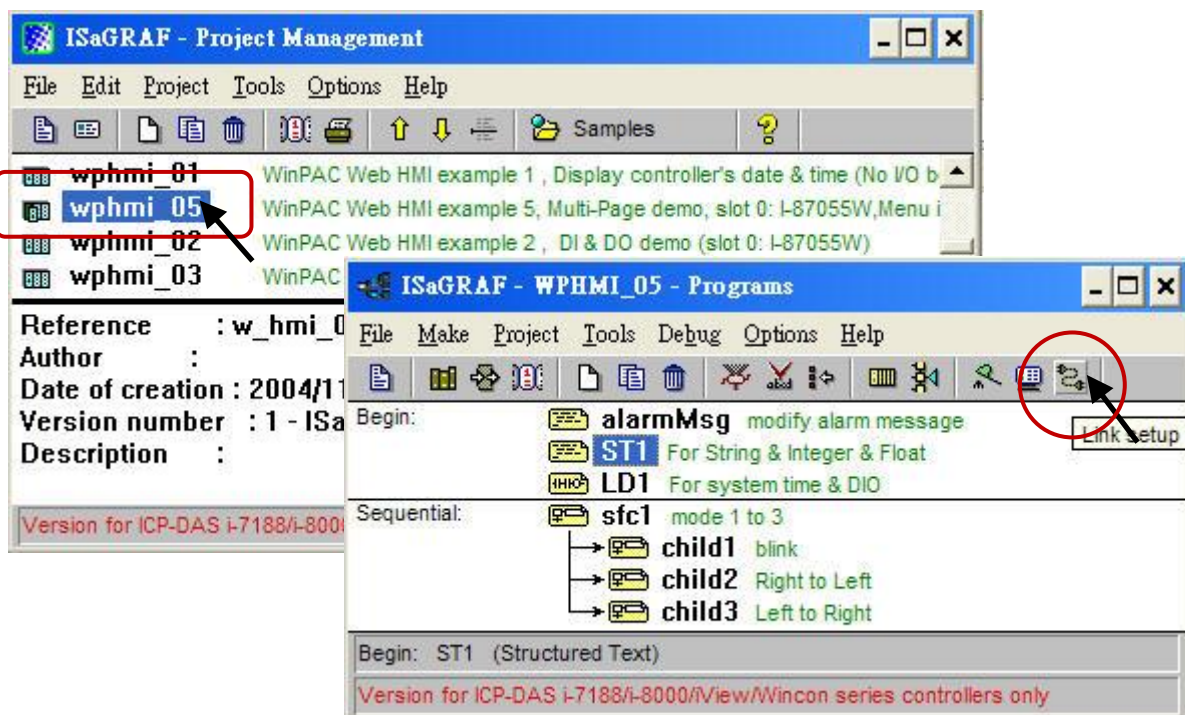 ISaGRAF - Project Management
File Edit Project Tools Options Help
Samples
wphmi_01 WinPAC Web HMI example 1 , Display controller's date & time (No I/O b
wphmi_05 WinPAC Web HMI example 5, Multi-Page demo, slot 0: I-87055W,Menu i
wphmi_02 WinPAC Web HMI example 2 , DI & DO demo (slot 0: I-87055W)
wphmi_03 WinPAC
Reference : w_hmi_0
Author :
Date of creation : 2004/11
Version number : 1 - ISa
Description :
Version for ICP-DAS i-7188/i-800
ISaGRAF - WPHMI_05 - Programs
File Make Project Tools Debug Options Help
Link setup
Begin: alarmMsg modify alarm message
ST1 For String & Integer & Float
LD1 For system time & DIO
Sequential: sfc1 mode 1 to 3
child1 blink
child2 Right to Left
child3 Left to Right
Begin: ST1 (Structured Text)
Version for ICP-DAS i-7188/i-8000/iView/Wincon series controllers only